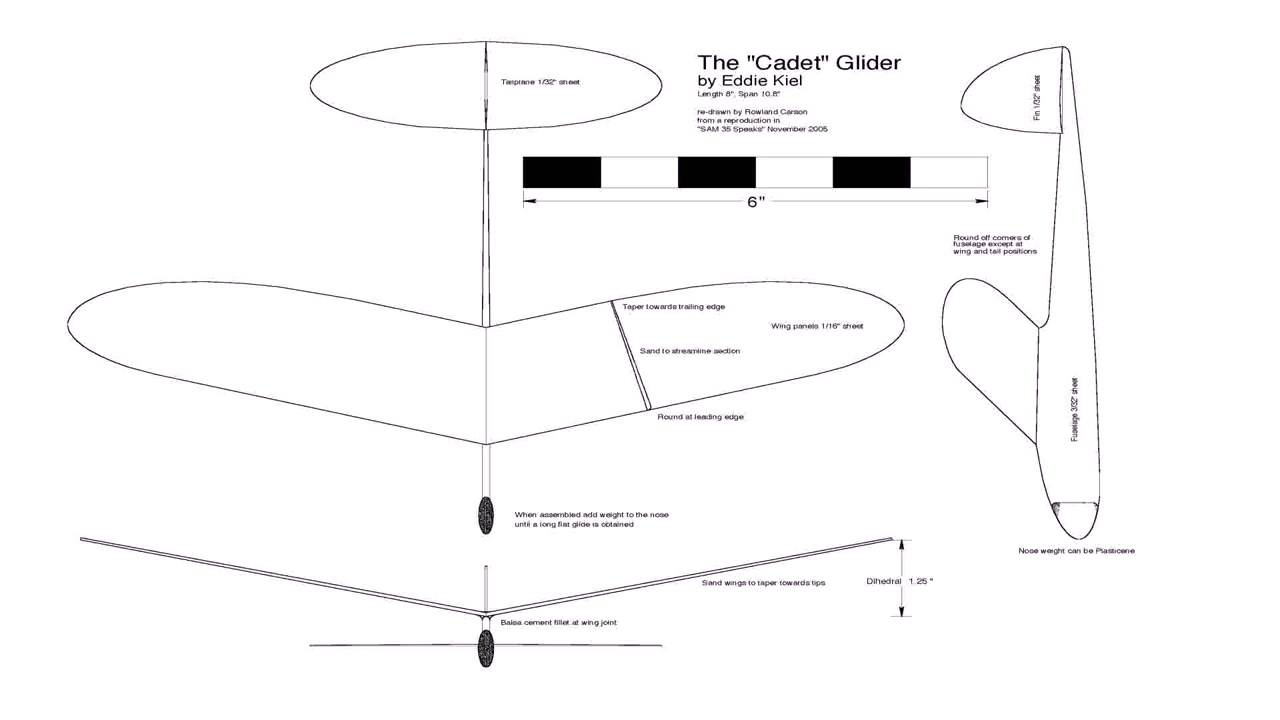 The "Cadet" Glider
by Eddie Kiel
Length 8", Span 10.8"
re-drawn by Rowland Carson
from a reproduction in
"SAM 35 Speaks" November 2005
Tailplane 1/32" sheet
Fin 1/32" sheet
6"
Round off corners of
fuselage except at
wing and tail positions
Taper towards trailing edge
Wing panels 1/16" sheet
Sand to streamline section
Round at leading edge
Fuselage 3/32" sheet
When assembled add weight to the nose
until a long flat glide is obtained
Nose weight can be Plasticene
Sand wings to taper towards tips
Dihedral 1.25 "
Balsa cement fillet at wing joint